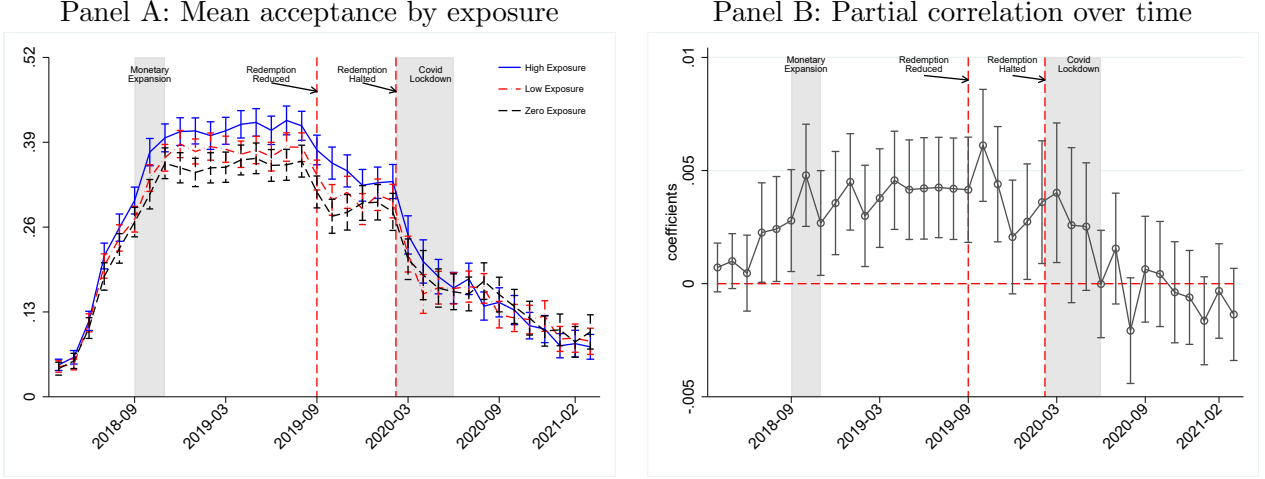 Panel A: Mean acceptance by exposure
52
39
26
13
0
Monetary
Expansion
Redemption
Reduced
Redemption
Halted
Covid
Lockdown
High Exposure
Low Exposure
Zero Exposure
2018-09
2019-03
2019-09
2020-03
2020-09
2021-02
Panel B: Partial correlation over time
coefficients
.01
.005
0
-.005
Monetary
Expansion
Redemption
Reduced
Redemption
Halted
Covid
Lockdown
2018-09
2019-03
2019-09
2020-03
2020-09
2021-02